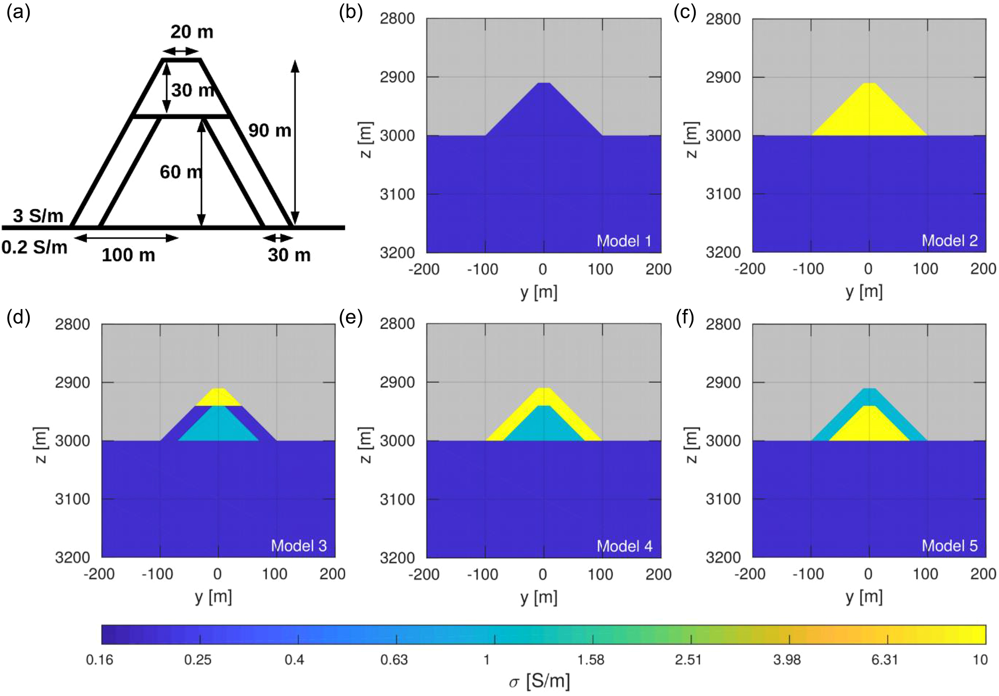 (a)
20 m
30 m
90 m
60 m
3 S/m
0.2 S/m
100 m
30 m
(b)
2800
2900
3000
3100
3200
z [m]
Model 1
-200 -100 0 100 200
y [m]
(c)
2800
2900
3000
3100
3200
z [m]
Model 2
-200 -100 0 100 200
y [m]
(d)
2800
2900
3000
3100
3200
z [m]
Model 3
-200 -100 0 100 200
y [m]
(e)
2800
2900
3000
3100
3200
z [m]
Model 4
-200 -100 0 100 200
y [m]
(f)
2800
2900
3000
3100
3200
z [m]
Model 5
-200 -100 0 100 200
y [m]
0.16 0.25 0.4 0.63 1 1.58 2.51 3.98 6.31 10
σ [S/m]